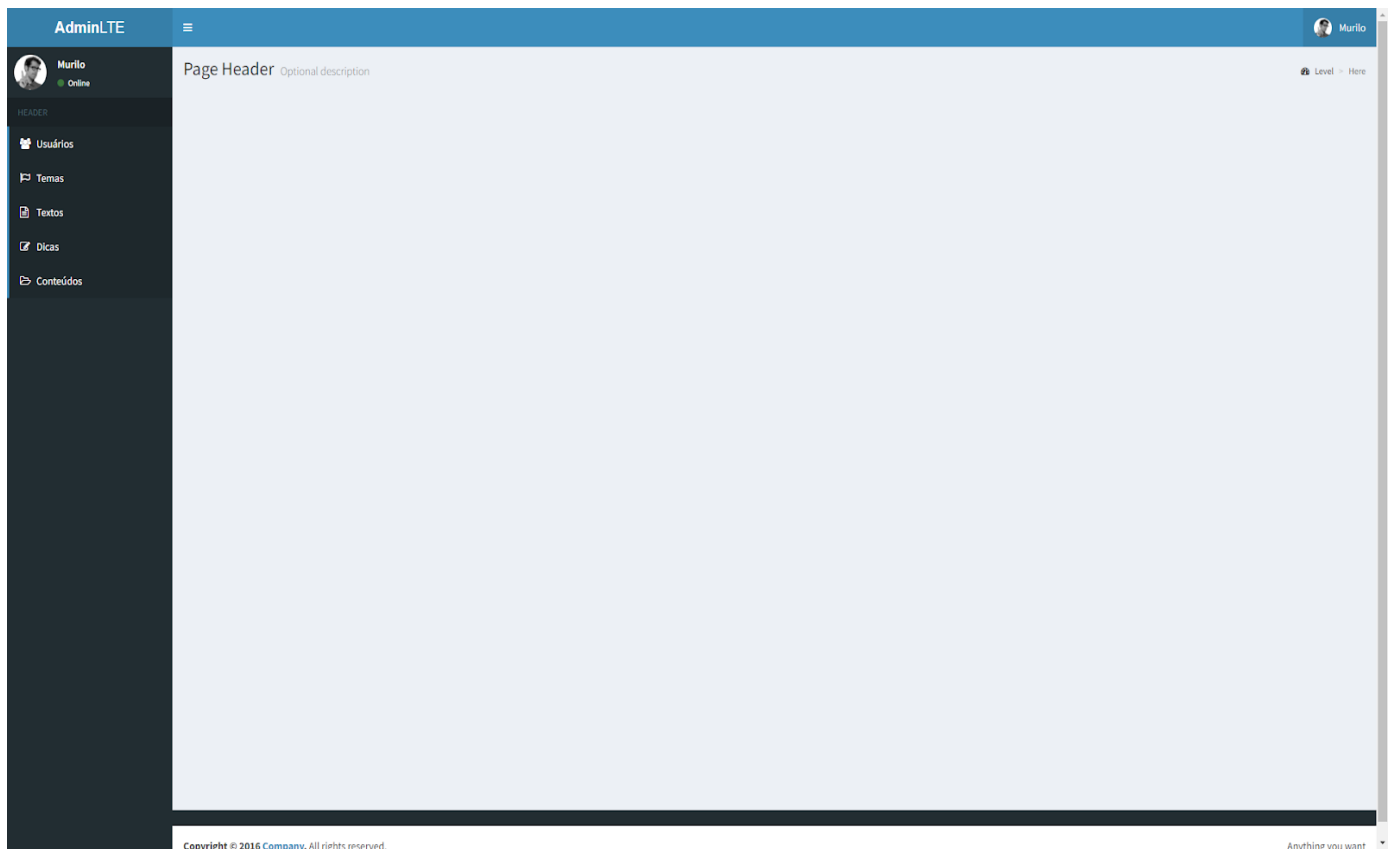 AdminLTE
Murilo
Murilo
Online
Page Header Optional description
Level > Here
HEADER
Usuários
Temas
Textos
Dicas
Conteúdos
Copyright © 2016 Company. All rights reserved.
Anything you want